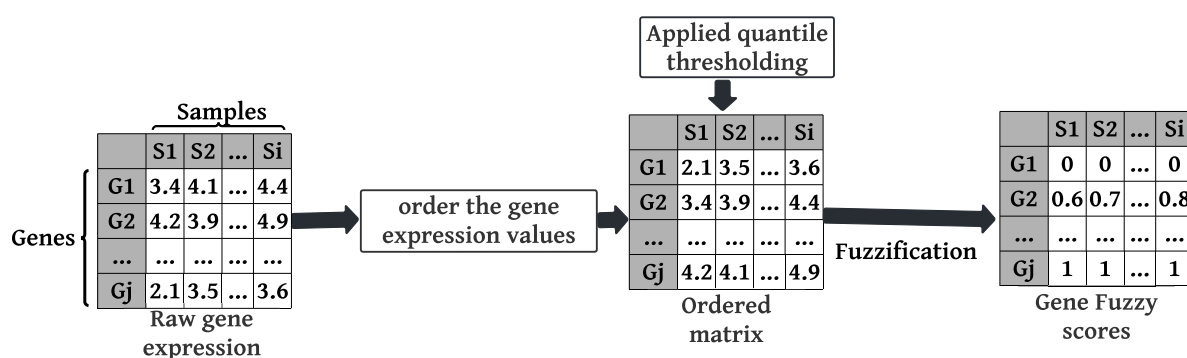 Applied quantile
thresholding
Samples
S1 S2 ... Si
G1 3.4 4.1 ... 4.4
G2 4.2 3.9 ... 4.9
... ... ... ... ...
Gj 2.1 3.5 ... 3.6
Genes
Raw gene
expression
order the gene
expression values
S1 S2 ... Si
G1 2.1 3.5 ... 3.6
G2 3.4 3.9 ... 4.4
... ... ... ... ...
Gj 4.2 4.1 ... 4.9
Ordered
matrix
Fuzzification
S1 S2 ... Si
G1 0 0 ... 0
G2 0.6 0.7 ... 0.8
... ... ... ... ...
Gj 1 1 ... 1
Gene Fuzzy
scores